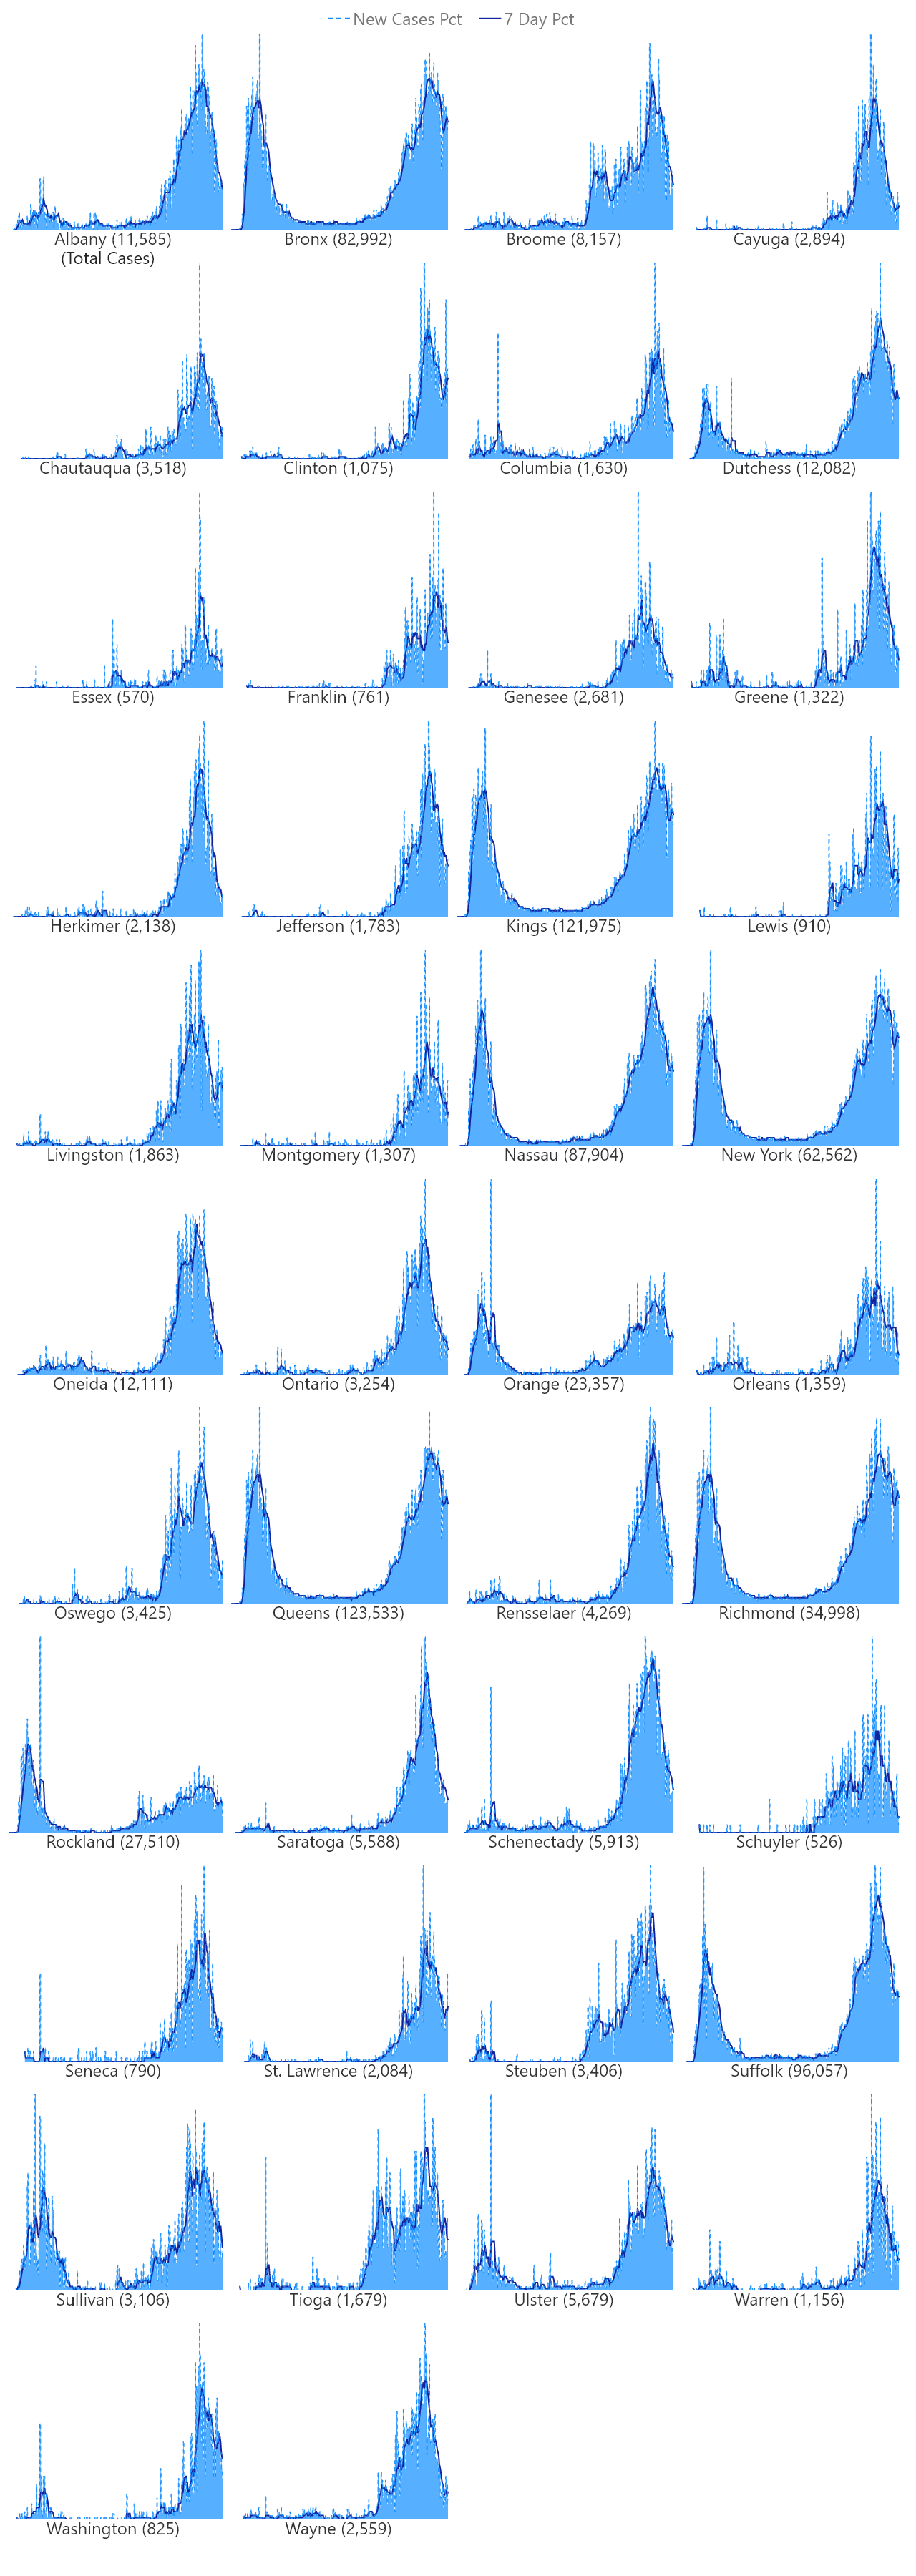 New Cases Pct 7 Day Pct
Albany (11,585) Bronx (82,992) Broome (8,157) Cayuga (2,894)
(Total Cases)
Chautauqua (3,518) Clinton (1,075) Columbia (1,630) Dutchess (12,082)
Essex (570) Franklin (761) Genesee (2,681) Greene (1,322)
Herkimer (2,138) Jefferson (1,783) Kings (121,975) Lewis (910)
Livingston (1,863) Montgomery (1,307) Nassau (87,904) New York (62,562)
Oneida (12,111) Ontario (3,254) Orange (23,357) Orleans (1,359)
Oswego (3,425) Queens (123,533) Rensselaer (4,269) Richmond (34,998)
Rockland (27,510) Saratoga (5,588) Schenectady (5,913) Schuyler (526)
Seneca (790) St. Lawrence (2,084) Steuben (3,406) Suffolk (96,057)
Sullivan (3,106) Tioga (1,679) Ulster (5,679) Warren (1,156)
Washington (825) Wayne (2,559)